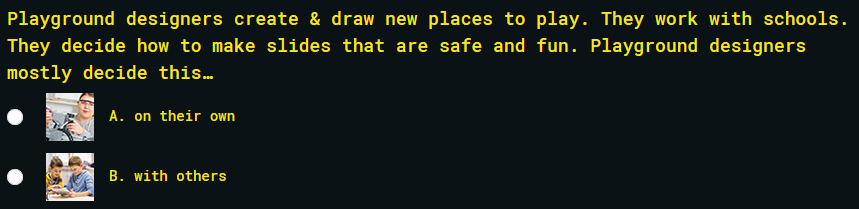 Playground designers create & draw new places to play. They work with schools.
They decide how to make slides that are safe and fun. Playground designers
mostly decide this…
A. on their own
B. with others